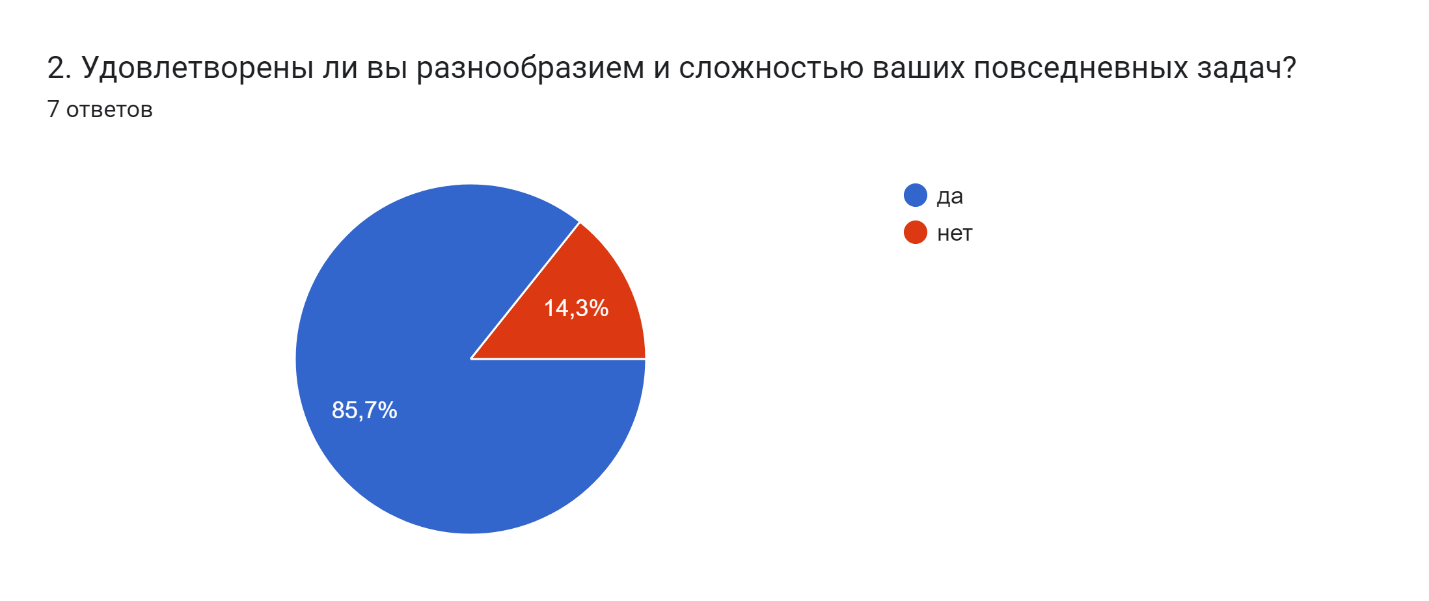 2. Удовлетворены ли вы разнообразием и сложностью ваших повседневных задач?
7 ответов
да
нет
14,3%
85,7%